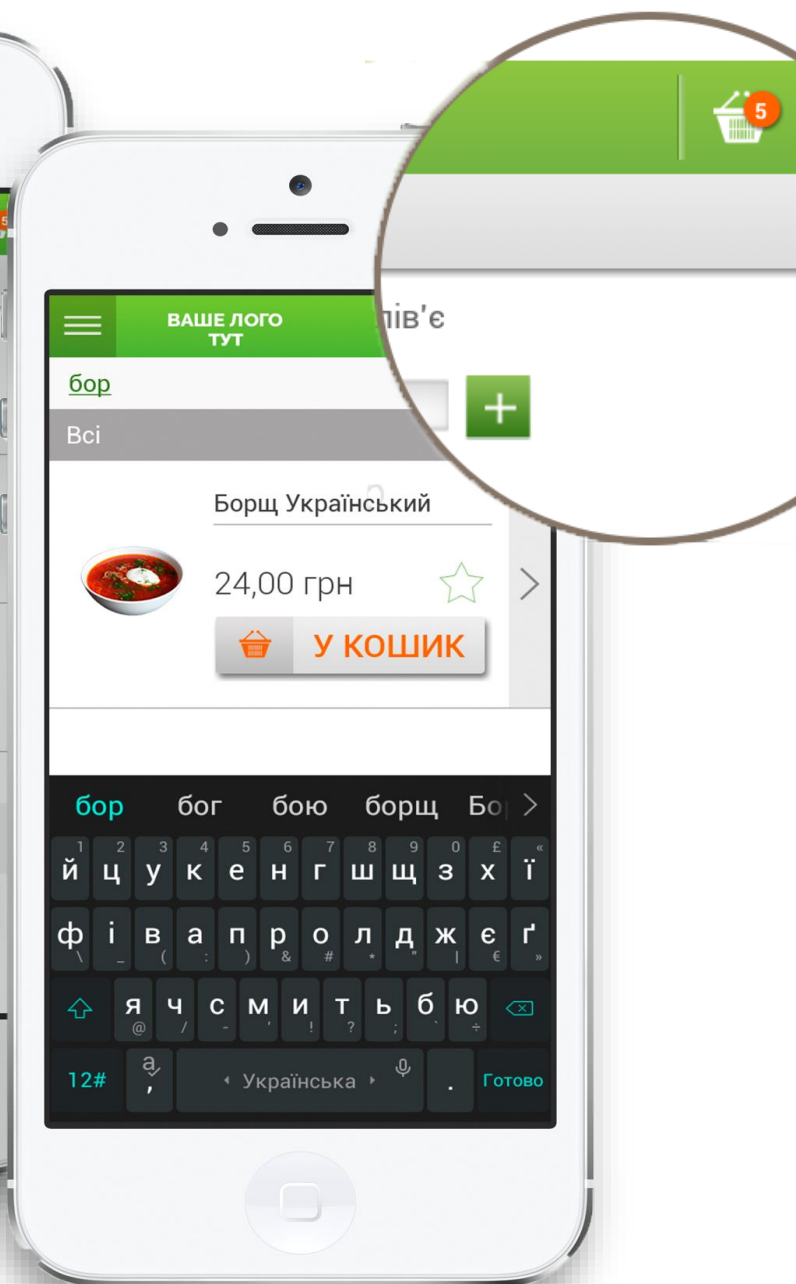 5
5
лів'є
ВАШЕ ЛОГО
ТУТ
бор
Всі
Борщ Український
24,00 грн
У КОШИК
бор бог бою борщ
1 2 3 4 5 6 7 8 9 0 £ «
й ц у к е н г ш щ з х ї
ф і в а п р о л д ж є ґ
\ _ ( : ) & # * " | € »
я ч с м и т ь б ю
@ / - ' ! ? ; ` ÷
12# , Українська . Готово